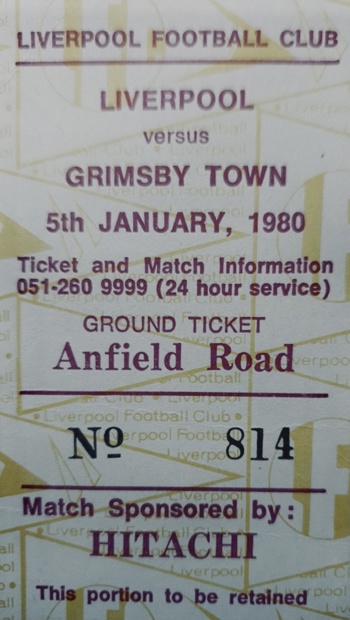 LIVERPOOL FOOTBALL CLUB
LIVERPOOL
versus
GRIMSBY TOWN
5th JANUARY, 1980
Ticket and Match Information
051-260 9999 (24 hour service)
GROUND TICKET
Anfield Road
Nº 814
Match Sponsored by:
HITACHI
This portion to be retained